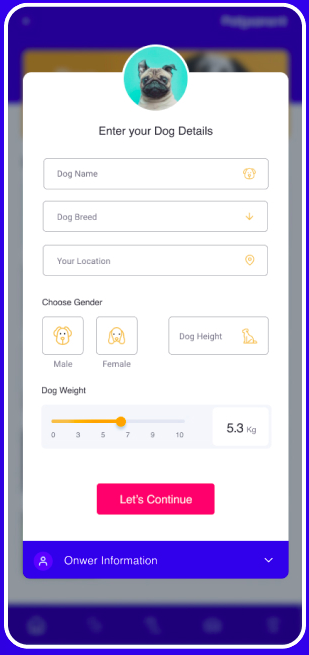 Enter your Dog Details
Dog Name
Dog Breed
Your Location
Choose Gender
Dog Height
Male
Female
Dog Weight
5.3 Kg
0 3 5 7 9 10
Let's Continue
Onwer Information